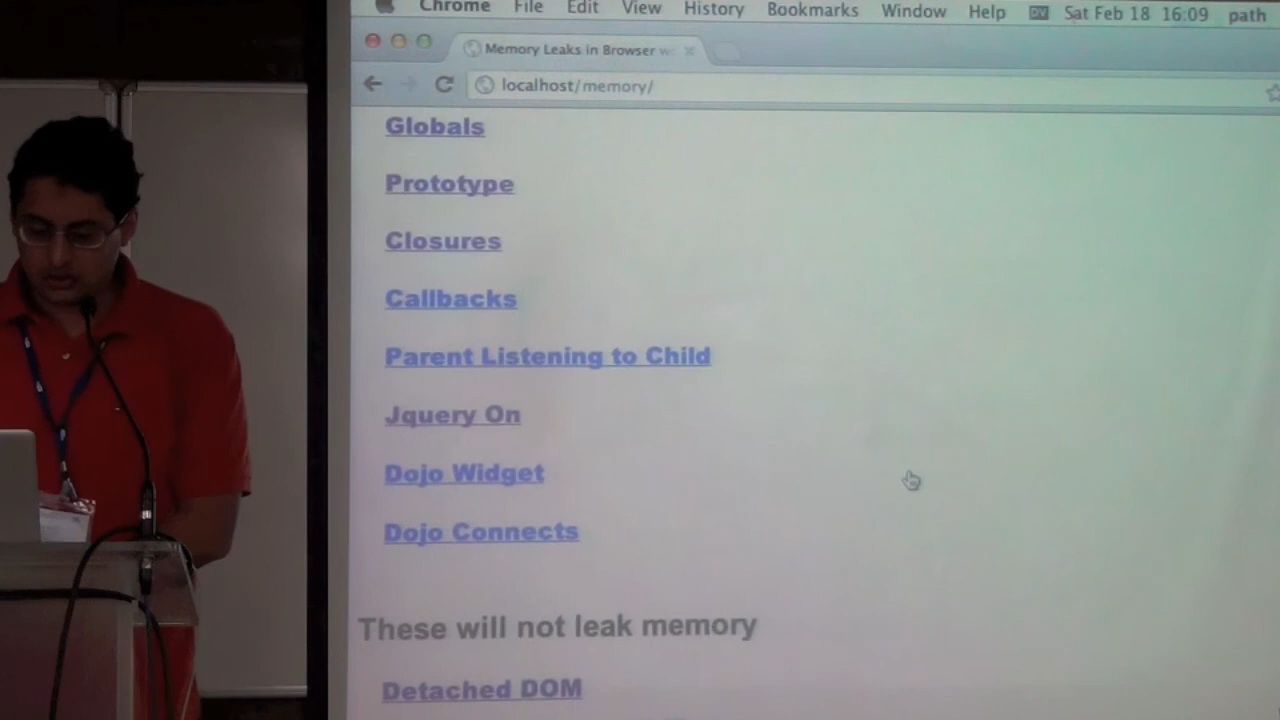 Chrome File Edit View History Bookmarks Window Help DV Sat Feb 18 16:09 path
Memory Leaks in Browser
localhost/memory/
Globals
Prototype
Closures
Callbacks
Parent Listening to Child
Jquery On
Dojo Widget
Dojo Connects
These will not leak memory
Detached DOM